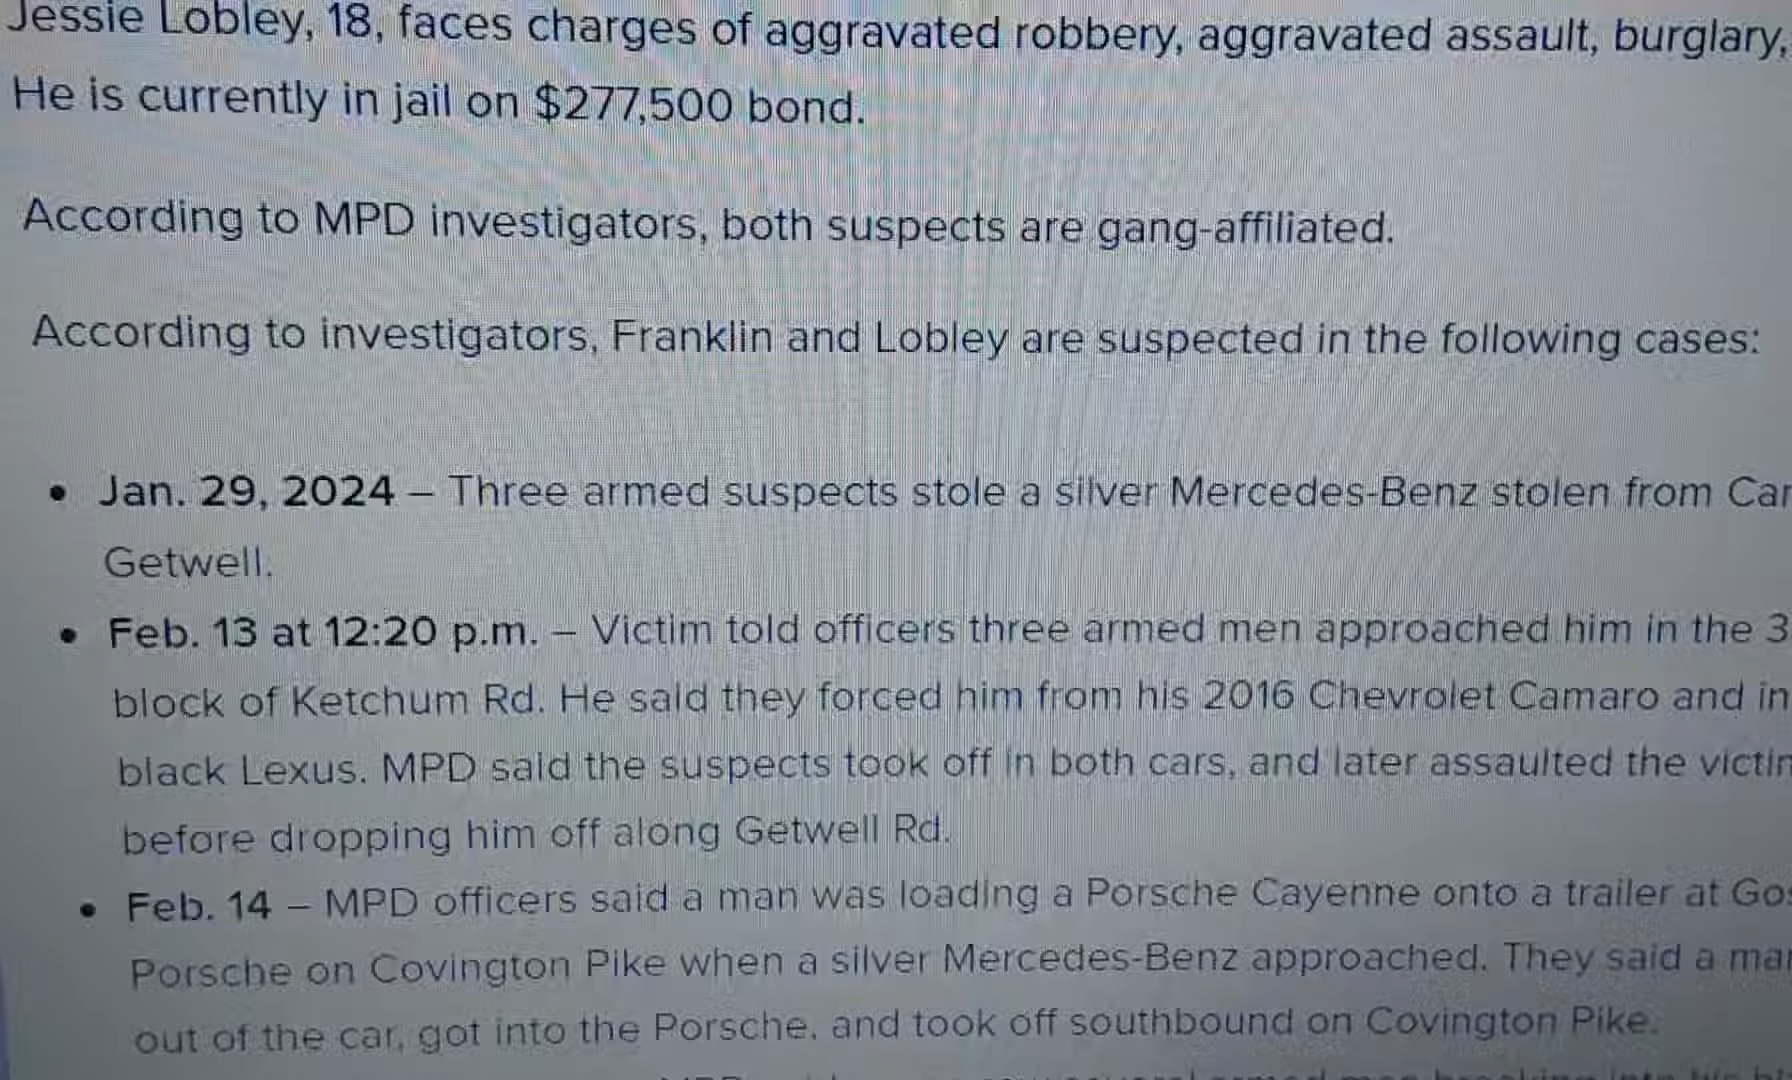 Jessie Lobley, 18, faces charges of aggravated robbery, aggravated assault, burglary,
He is currently in jail on $277,500 bond.
According to MPD investigators, both suspects are gang-affiliated.
According to investigators, Franklin and Lobley are suspected in the following cases:
• Jan. 29, 2024 – Three armed suspects stole a silver Mercedes-Benz stolen from Car
Getwell.
• Feb. 13 at 12:20 p.m. – Victim told officers three armed men approached him in the 3
block of Ketchum Rd. He said they forced him from his 2016 Chevrolet Camaro and in
black Lexus. MPD said the suspects took off in both cars, and later assaulted the victim
before dropping him off along Getwell Rd.
• Feb. 14 – MPD officers said a man was loading a Porsche Cayenne onto a trailer at Gos
Porsche on Covington Pike when a silver Mercedes-Benz approached. They said a man
out of the car, got into the Porsche, and took off southbound on Covington Pike.